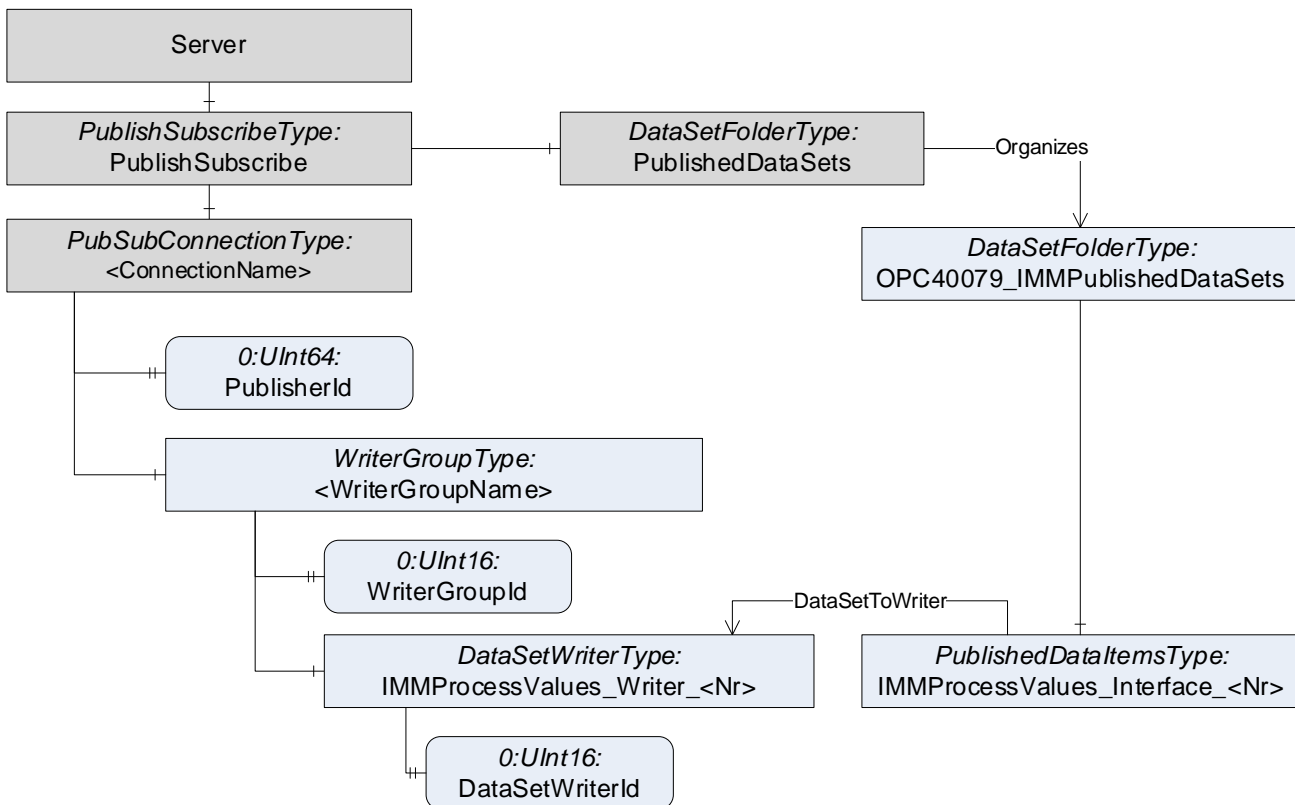 Server
PublishSubscribeType:
PublishSubscribe
DataSetFolderType:
PublishedDataSets
Organizes
PubSubConnectionType:
<ConnectionName>
DataSetFolderType:
OPC40079_IMMPublishedDataSets
0:UInt64:
PublisherId
WriterGroupType:
<WriterGroupName>
0:UInt16:
WriterGroupId
DataSetToWriter
DataSetWriterType:
IMMProcessValues_Writer_<Nr>
PublishedDataItemsType:
IMMProcessValues_Interface_<Nr>
0:UInt16:
DataSetWriterId